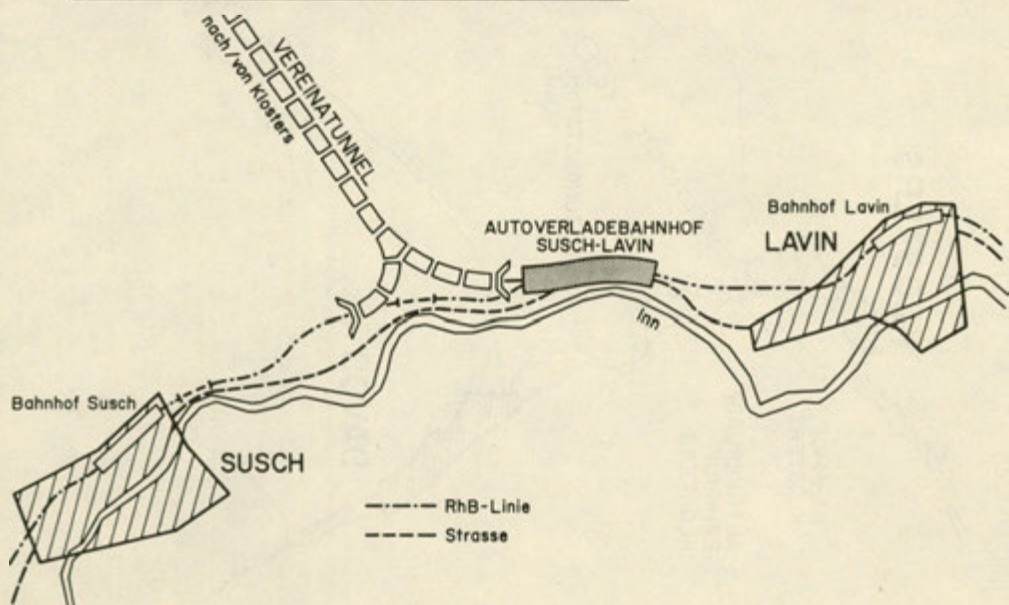 VEREINATUNNEL
nach/von Klosters
AUTOVERLADEBAHNHOF
SUSCH-LAVIN
Bahnhof Lavin
LAVIN
Inn
Bahnhof Susch
SUSCH
RhB-Linie
Strasse